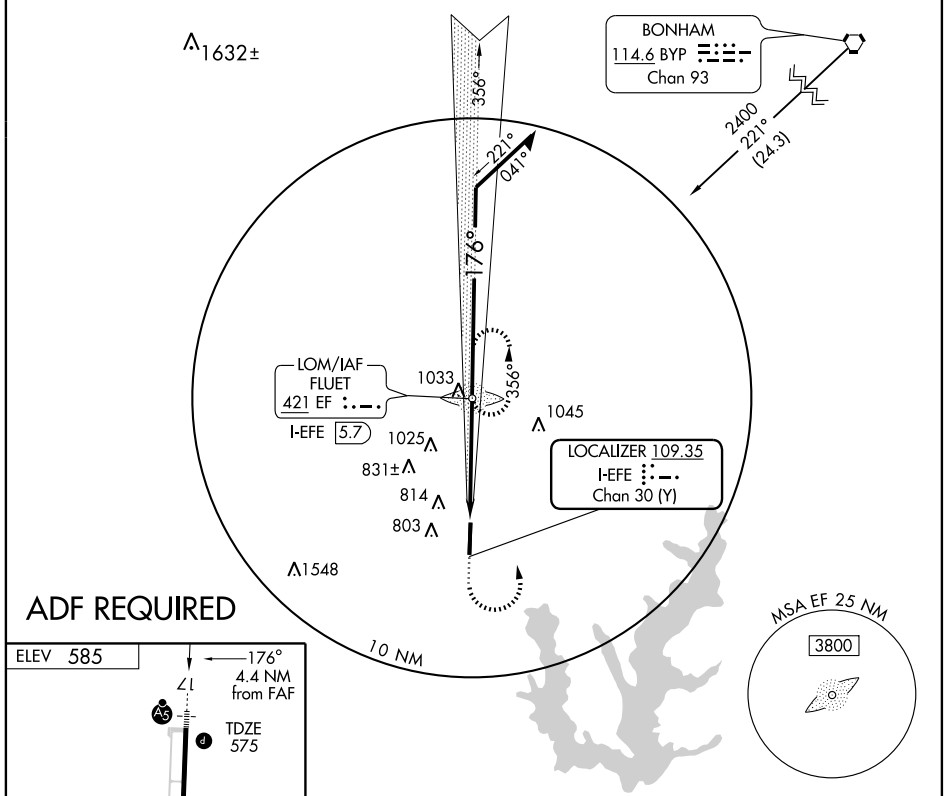 1632±
BONHAM
114.6 BYP
Chan 93
356°
2400
221°
(24.3)
221°
041°
176°
LOM/IAF
FLUET
421 EF
I-EFE 5.7
1033
356°
1045
1025
831±
LOCALIZER 109.35
I-EFE
Chan 30 (Y)
814
803
1548
ADF REQUIRED
10 NM
MSA EF 25 NM
3800
ELEV 585
176°
4.4 NM
from FAF
17
A5
TDZE
575
P